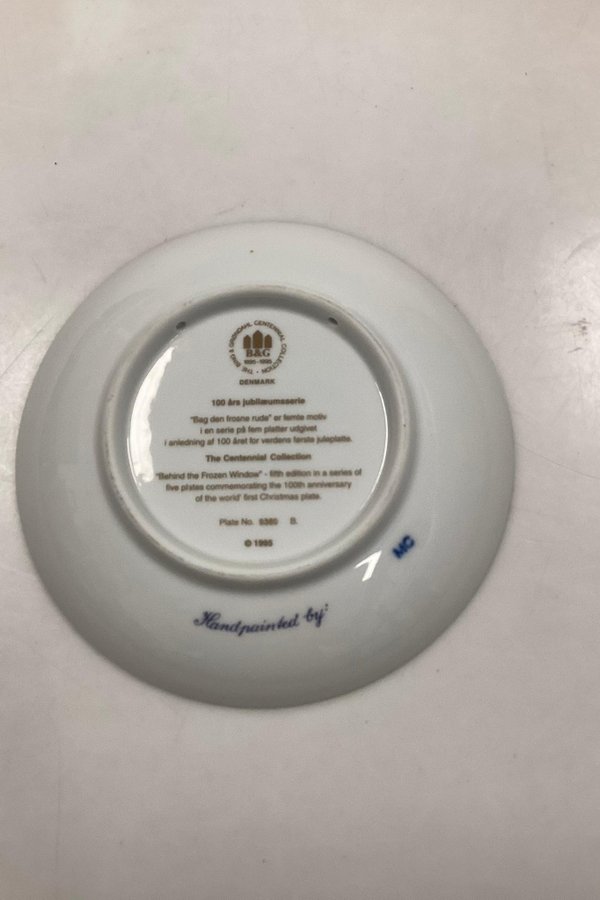 THE BING & GRØNDAHL CENTENNIAL COLLECTION
B&G
1895-1995
DENMARK
100 års jubilæumsserie
"Bag den frosne rude" er femte motiv
i en serie på fem platter udgivet
i anledning af 100 året for verdens første juleplatte.
The Centennial Collection
"Behind the Frozen Window" - fifth edition in a series of
five plates commemorating the 100th anniversary
of the world' first Christmas plate.
Plate No. B.
© 1995
MG
Handpainted by: